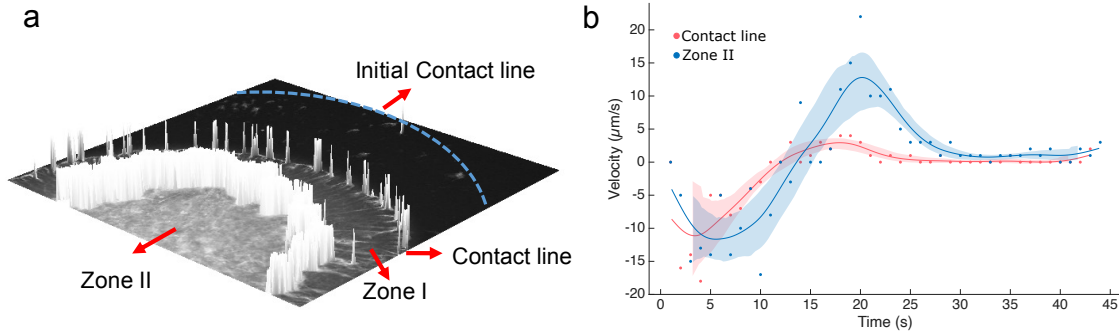 a
Initial Contact line
Contact line
Zone I
Zone II
b
Contact line
Zone II
Velocity (µm/s)
20
15
10
5
0
-5
-10
-15
-20
0 5 10 15 20 25 30 35 40 45
Time (s)